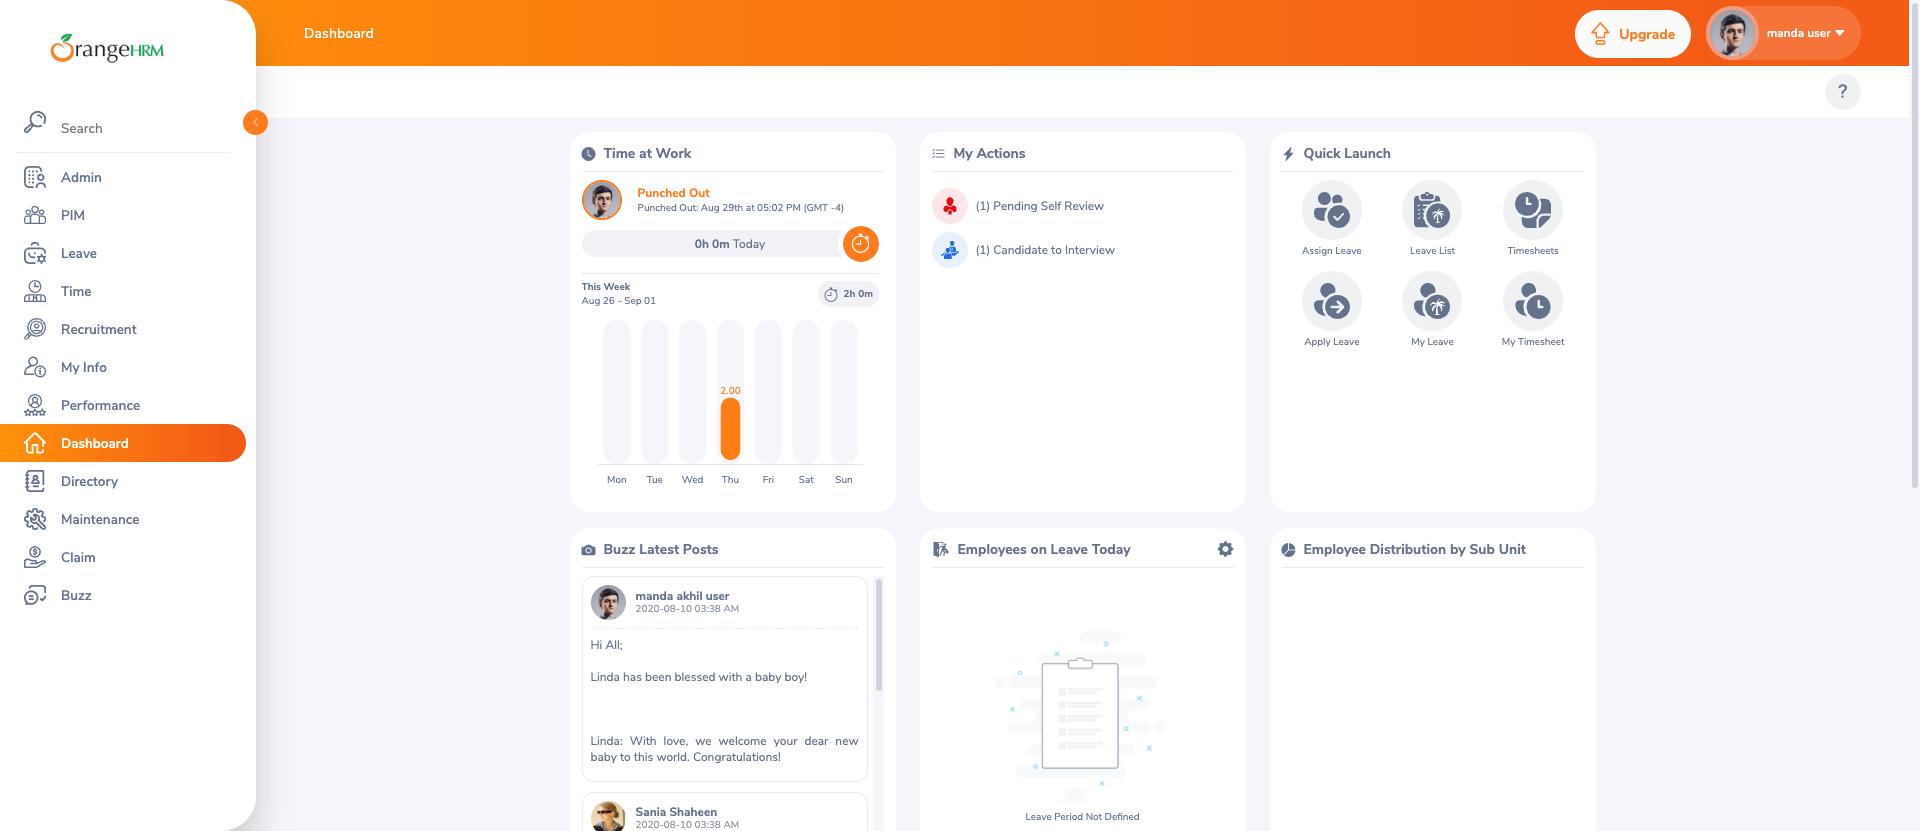 OrangeHRM
Dashboard
Upgrade
manda user
?
Search
Admin
PIM
Leave
Time
Recruitment
My Info
Performance
Dashboard
Directory
Maintenance
Claim
Buzz
Time at Work
Punched Out
Punched Out: Aug 29th at 05:02 PM (GMT -4)
0h 0m Today
This Week
Aug 26 - Sep 01
2h 0m
2.00
Mon Tue Wed Thu Fri Sat Sun
My Actions
(1) Pending Self Review
(1) Candidate to Interview
Quick Launch
Assign Leave
Leave List
Timesheets
Apply Leave
My Leave
My Timesheet
Buzz Latest Posts
manda akhil user
2020-08-10 03:38 AM
Hi All;
Linda has been blessed with a baby boy!
Linda: With love, we welcome your dear new
baby to this world. Congratulations!
Sania Shaheen
2020-08-10 03:38 AM
Employees on Leave Today
Leave Period Not Defined
Employee Distribution by Sub Unit